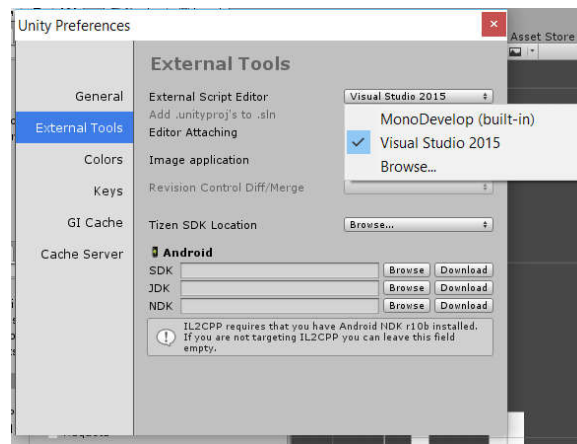 Unity Preferences
Asset Store
External Tools
General
External Tools
Colors
Keys
GI Cache
Cache Server
External Script Editor
Visual Studio 2015
Add .unityproj's to .sln
Editor Attaching
MonoDevelop (built-in)
Visual Studio 2015
Browse...
Image application
Revision Control Diff/Merge
Tizen SDK Location
Browse...
Android
SDK
Browse
Download
JDK
Browse
Download
NDK
Browse
Download
IL2CPP requires that you have Android NDK r10b installed.
If you are not targeting IL2CPP you can leave this field
empty.